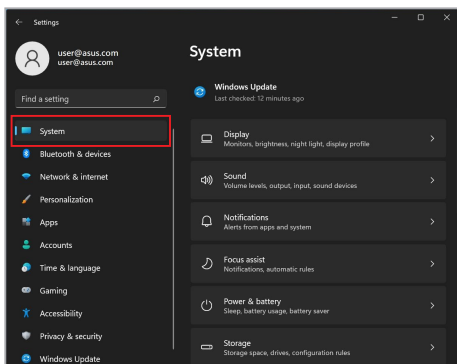 Settings
user@asus.com
user@asus.com
Find a setting
System
Bluetooth & devices
Network & internet
Personalization
Apps
Accounts
Time & language
Gaming
Accessibility
Privacy & security
Windows Update
System
Windows Update
Last checked: 12 minutes ago
Display
Monitors, brightness, night light, display profile
Sound
Volume levels, output, input, sound devices
Notifications
Alerts from apps and system
Focus assist
Notifications, automatic rules
Power & battery
Sleep, battery usage, battery saver
Storage
Storage space, drives, configuration rules